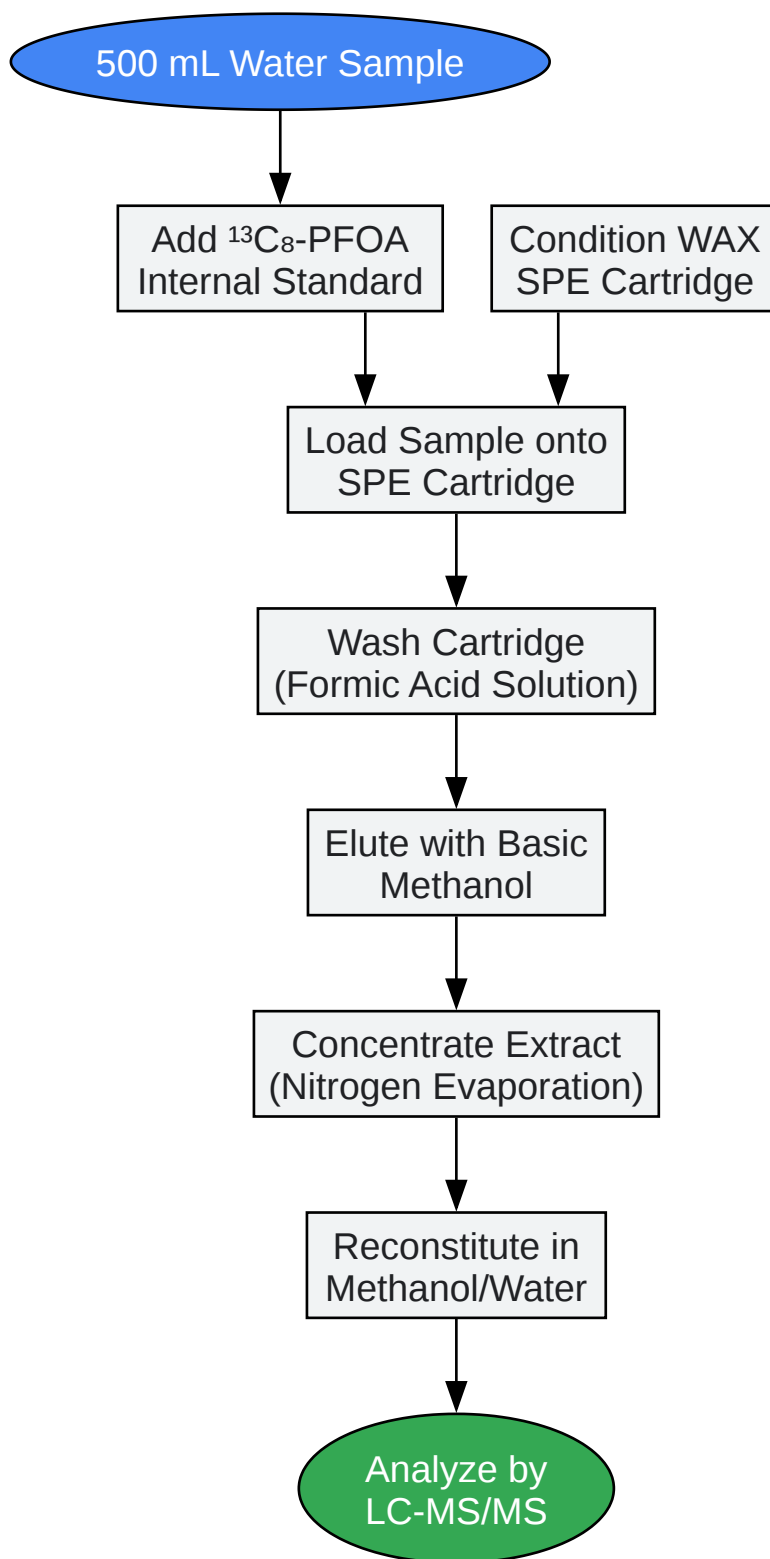 500 mL Water Sample
Add ¹³C₈-PFOA
Internal Standard
Condition WAX
SPE Cartridge
Load Sample onto
SPE Cartridge
Wash Cartridge
(Formic Acid Solution)
Elute with Basic
Methanol
Concentrate Extract
(Nitrogen Evaporation)
Reconstitute in
Methanol/Water
Analyze by
LC-MS/MS